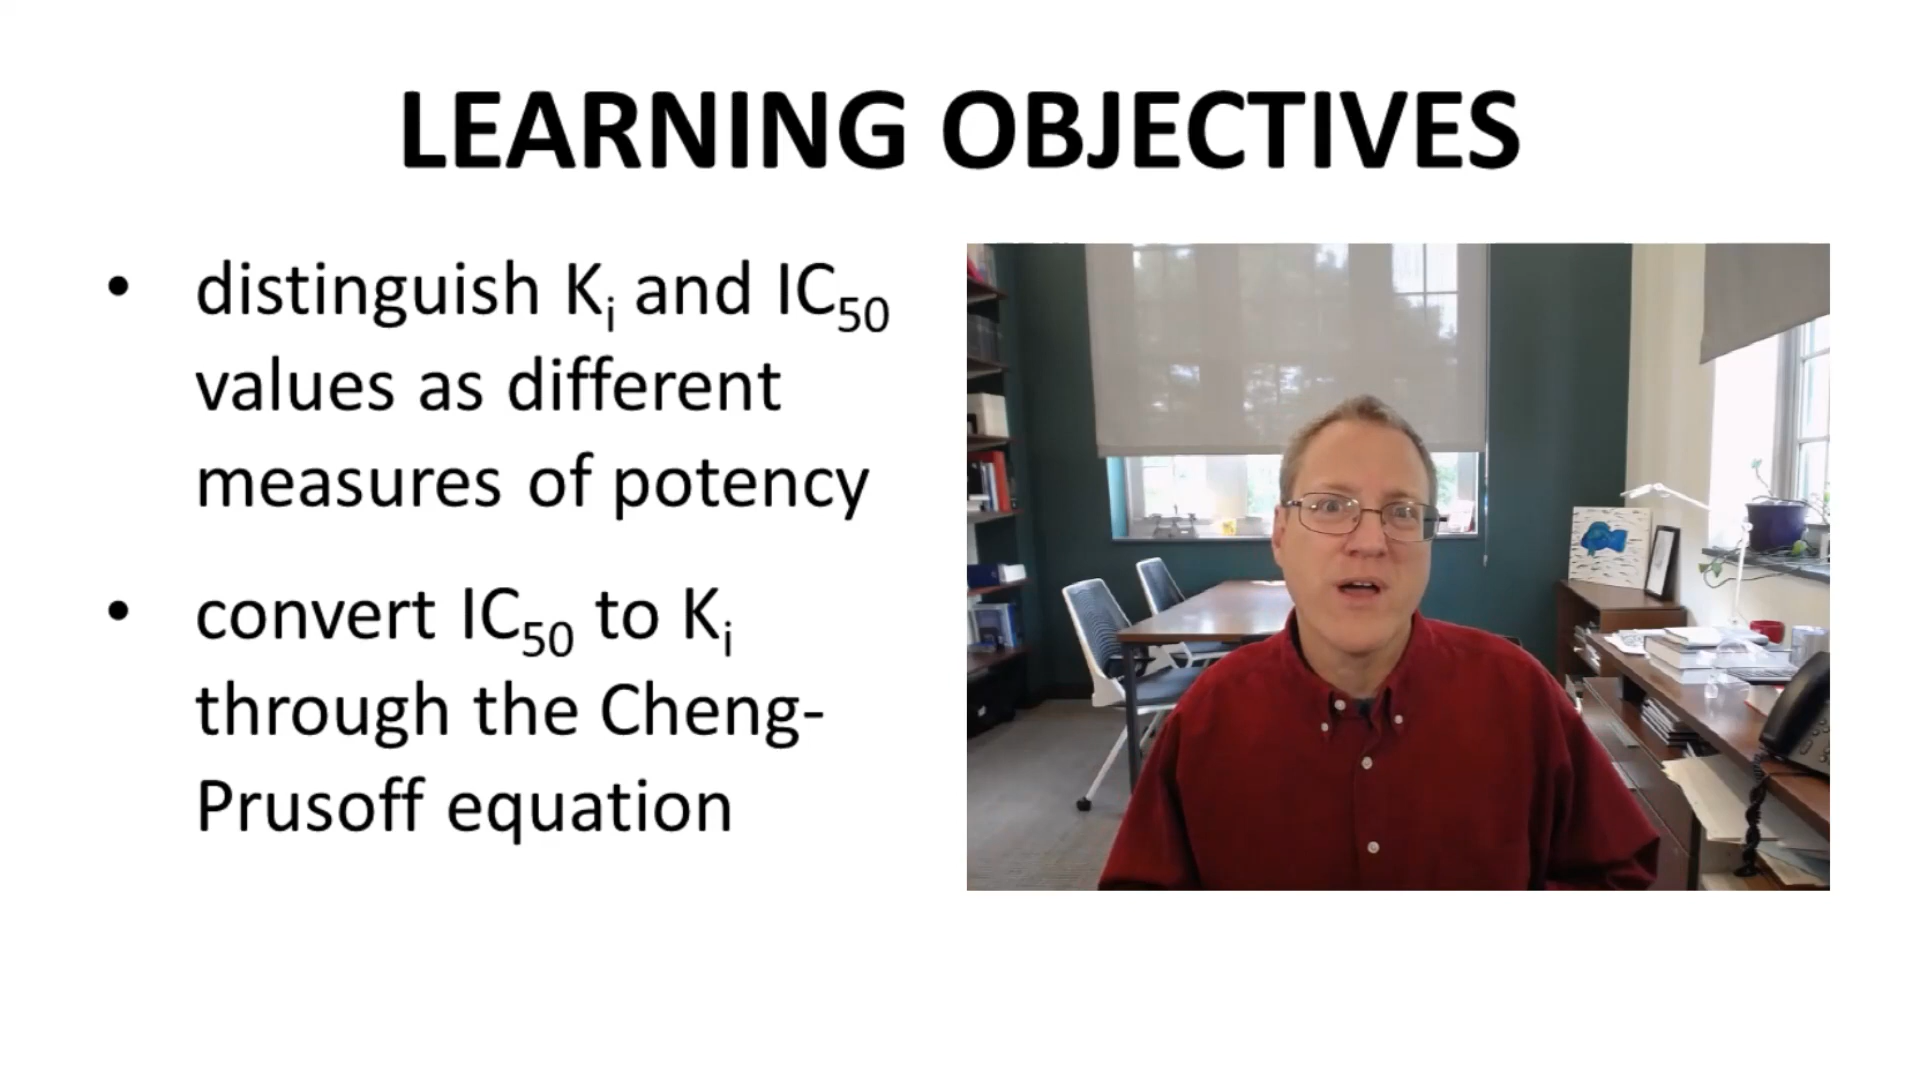 LEARNING OBJECTIVES
• distinguish Kᵢ and IC₅₀
values as different
measures of potency
• convert IC₅₀ to Kᵢ
through the Cheng-
Prusoff equation